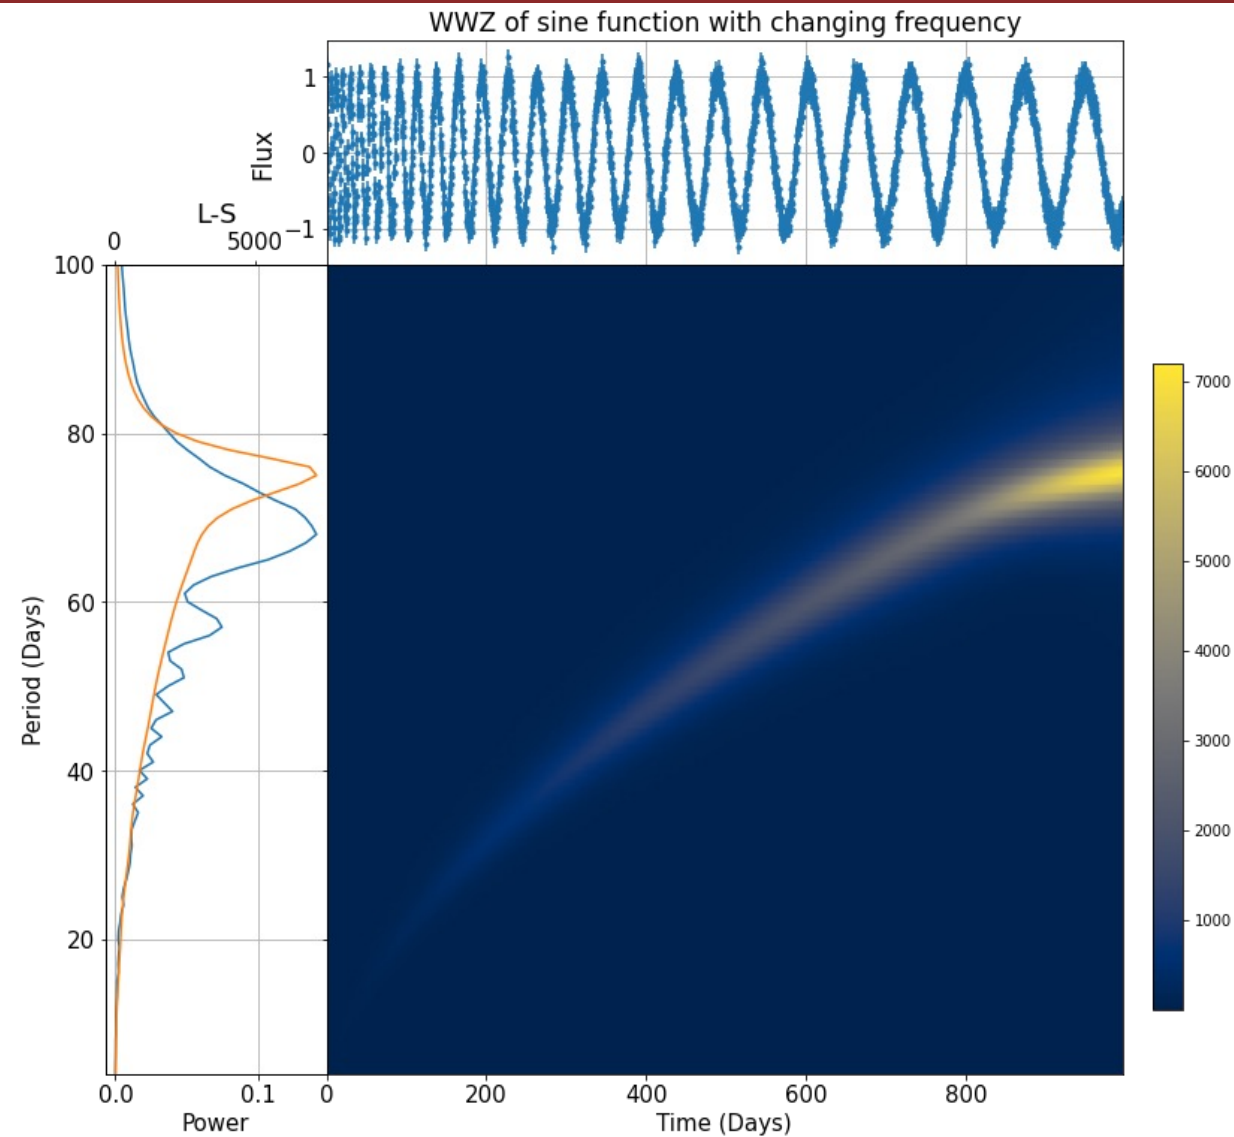 WWZ of sine function with changing frequency
Flux
1
0
−1
L-S
0 5000
100
80
60
40
20
Period (Days)
0.0 0.1
Power
0 200 400 600 800
Time (Days)
7000
6000
5000
4000
3000
2000
1000